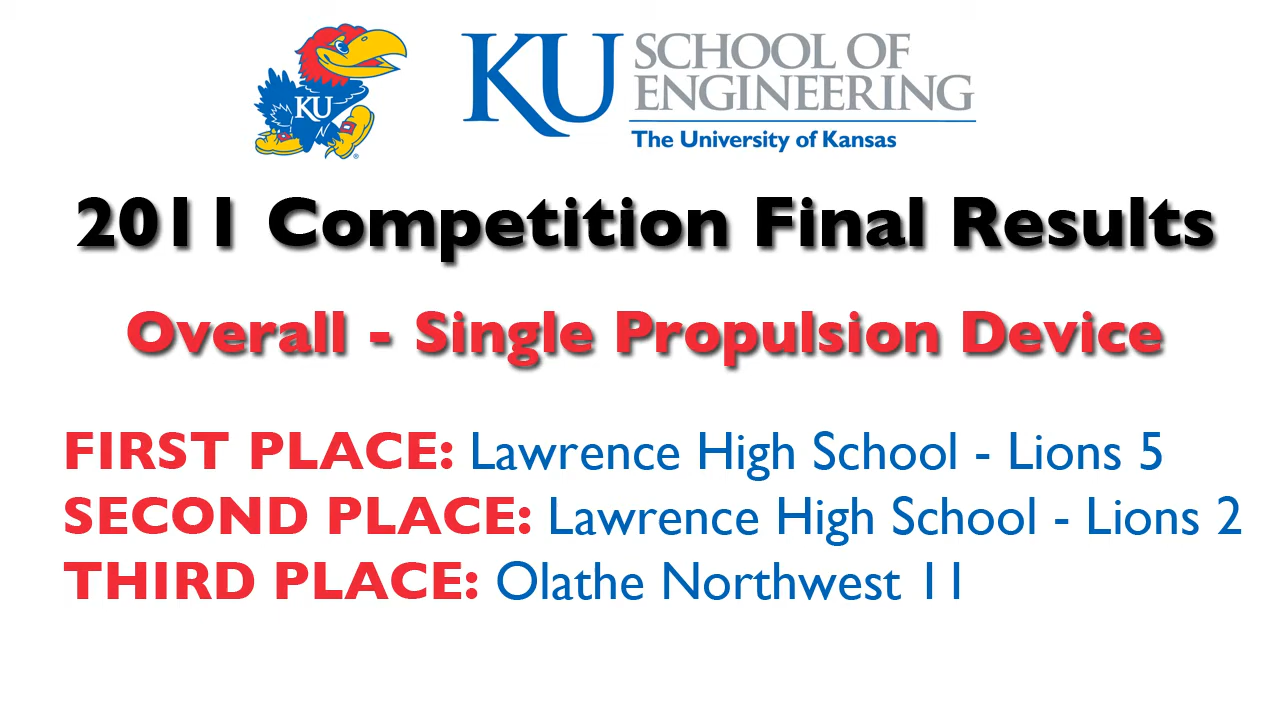 KU
KU SCHOOL OF
ENGINEERING
The University of Kansas
2011 Competition Final Results
Overall - Single Propulsion Device
FIRST PLACE: Lawrence High School - Lions 5
SECOND PLACE: Lawrence High School - Lions 2
THIRD PLACE: Olathe Northwest 11